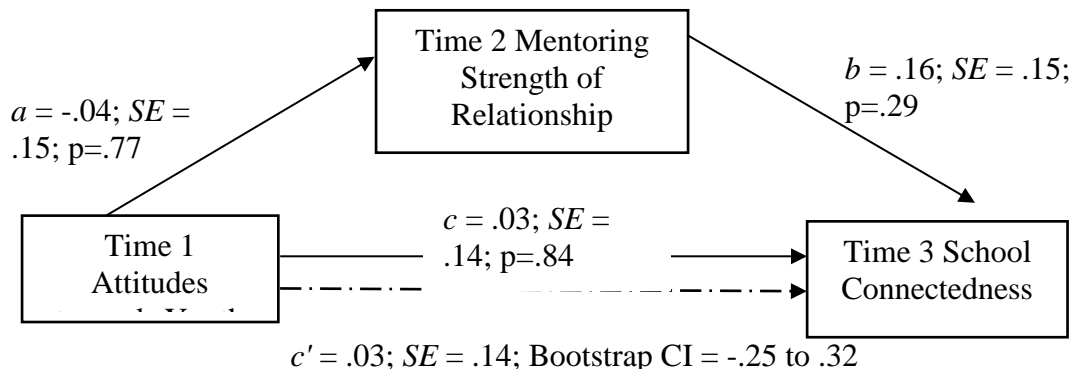 Time 2 Mentoring
Strength of
Relationship
b = .16; SE = .15;
p=.29
a = -.04; SE =
.15; p=.77
c = .03; SE =
.14; p=.84
Time 1
Attitudes
Time 3 School
Connectedness
c' = .03; SE = .14; Bootstrap CI = -.25 to .32